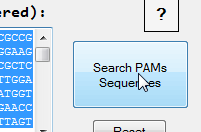 ered):
?
CGCCG
GGAAG
CGCTC
TTGGA
ATGGT
GAACC
TTAGT
Search PAMs
Sequences
Reset